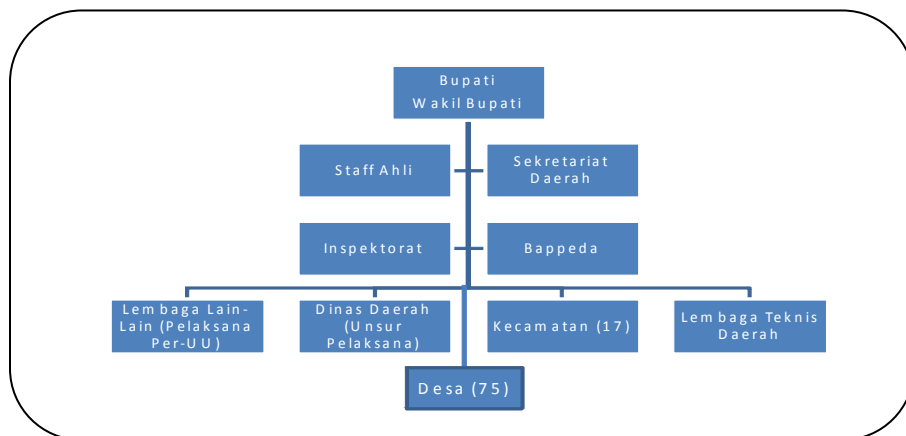 Bupati
Wakil Bupati
Staff Ahli
Sekretariat
Daerah
Inspektorat
Bappeda
Lembaga Lain-
Lain (Pelaksana
Per-UU)
Dinas Daerah
(Unsur
Pelaksana)
Kecamatan (17)
Lembaga Teknis
Daerah
Desa (75)